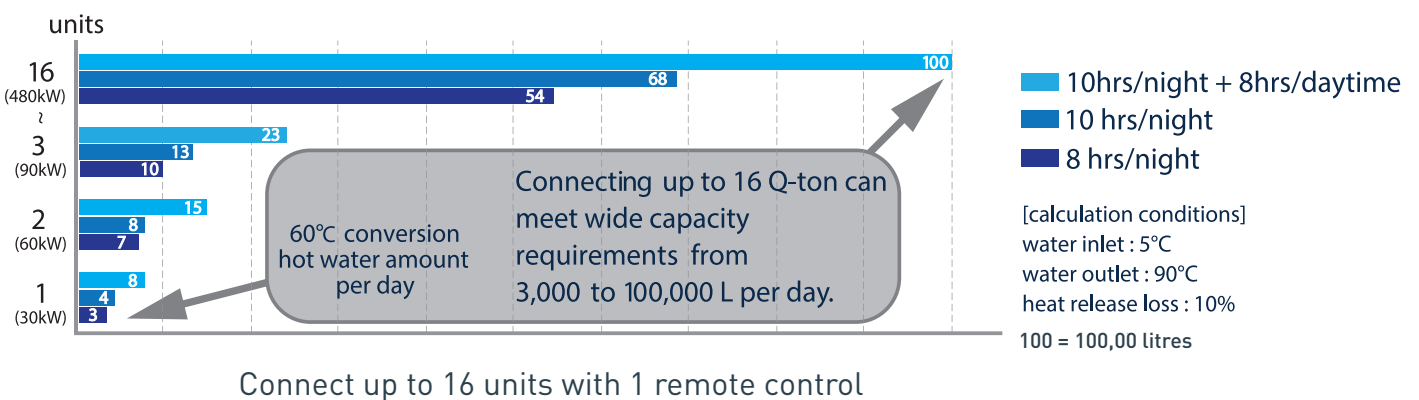 units
16
(480kW)
100
68
54
~
3
(90kW)
23
13
10
2
(60kW)
15
8
7
1
(30kW)
8
4
3
60℃ conversion
hot water amount
per day
Connecting up to 16 Q-ton can
meet wide capacity
requirements from
3,000 to 100,000 L per day.
10hrs/night + 8hrs/daytime
10 hrs/night
8 hrs/night
[calculation conditions]
water inlet : 5°C
water outlet : 90°C
heat release loss : 10%
100 = 100,00 litres
Connect up to 16 units with 1 remote control